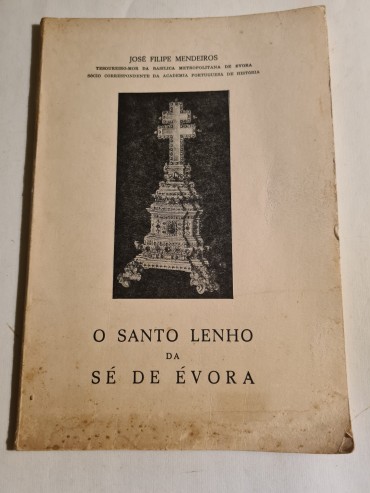 JOSÉ FILIPE MENDEIROS
TESOUREIRO-MOR DA BASÍLICA METROPOLITANA DE ÉVORA
SÓCIO CORRESPONDENTE DA ACADEMIA PORTUGUESA DE HISTÓRIA
O SANTO LENHO
DA
SÉ DE ÉVORA